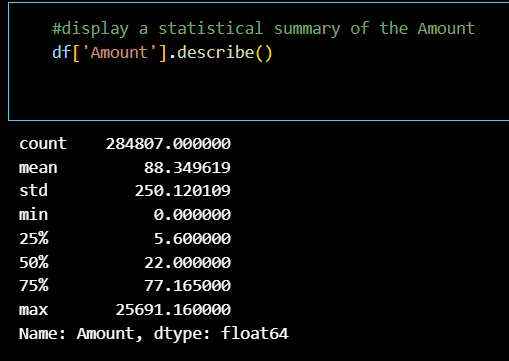 #display a statistical summary of the Amount
df['Amount'].describe()
count    284807.000000
mean         88.349619
std         250.120109
min           0.000000
25%           5.600000
50%          22.000000
75%          77.165000
max       25691.160000
Name: Amount, dtype: float64